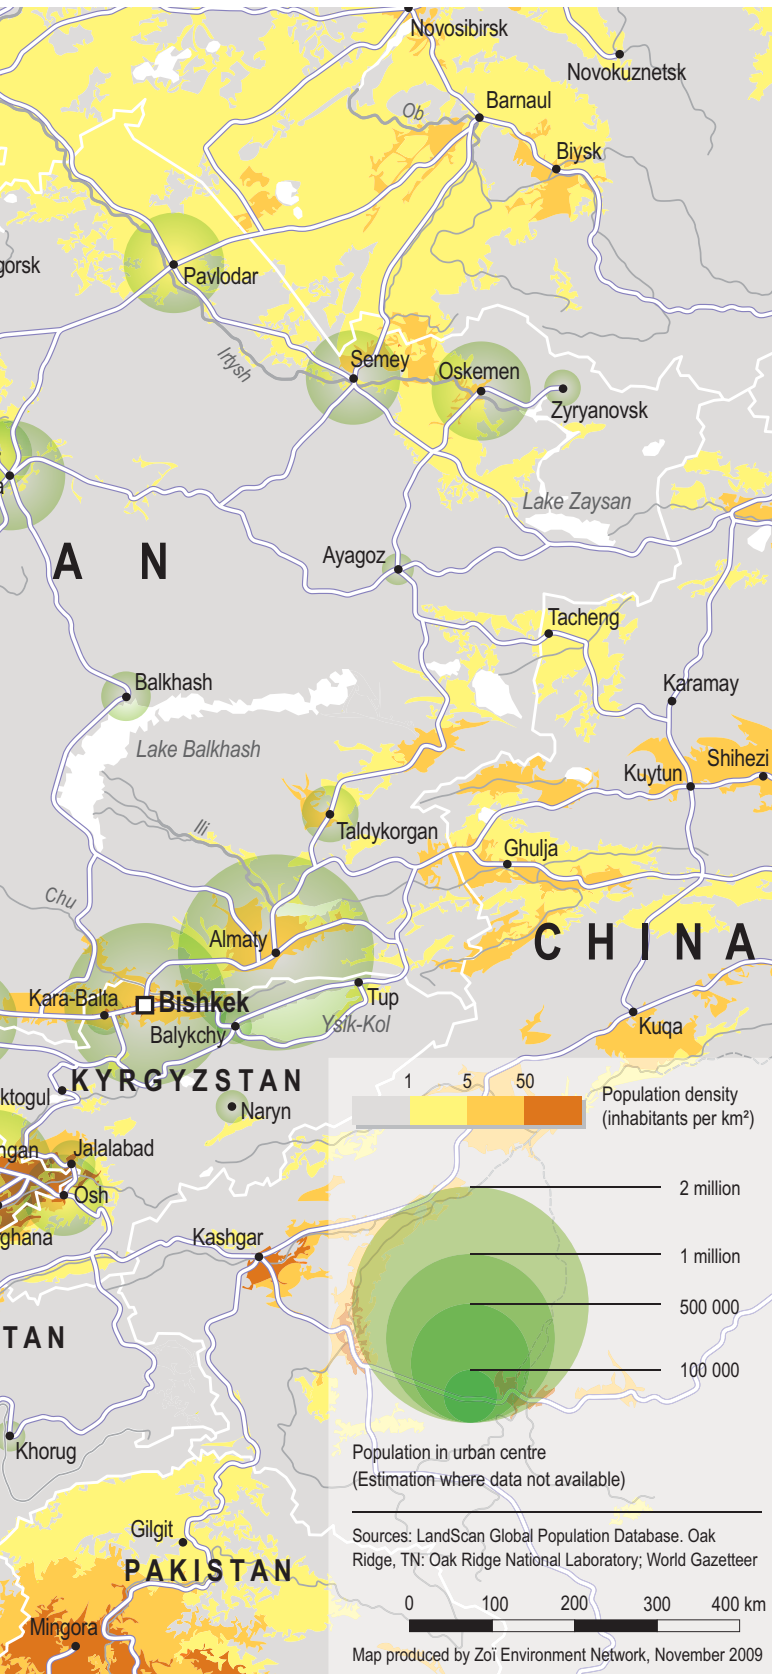 Novosibirsk
Novokuznetsk
Barnaul
Ob
Biysk
gorsk
Pavlodar
Irtysh
Semey
Oskemen
Zyryanovsk
a
Lake Zaysan
A N
Ayagoz
Tacheng
Balkhash
Karamay
Lake Balkhash
Shihezi
Kuytun
Ili
Taldykorgan
Ghulja
Chu
Almaty
CHINA
Kara-Balta
Bishkek
Tup
Ysik-Kol
Balykchy
Kuqa
KYRGYZSTAN
ktogul
Naryn
1 5 50
Population density
(inhabitants per km²)
ngan
Jalalabad
Osh
ghana
Kashgar
2 million
1 million
500 000
100 000
TAN
Khorug
Population in urban centre
(Estimation where data not available)
Gilgit
PAKISTAN
Mingora
Sources: LandScan Global Population Database. Oak
Ridge, TN: Oak Ridge National Laboratory; World Gazetteer
0 100 200 300 400 km
Map produced by Zoï Environment Network, November 2009